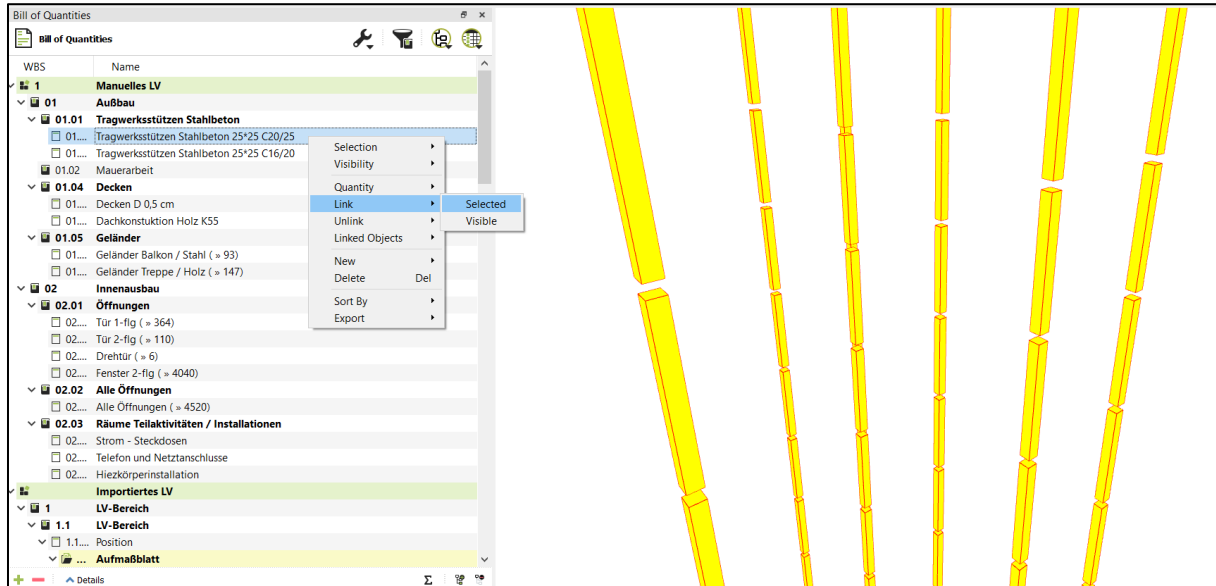 Bill of Quantities
Bill of Quantities
WBS Name
1 Manuelles LV
01 Außbau
01.01 Tragwerksstützen Stahlbeton
01.... Tragwerksstützen Stahlbeton 25*25 C20/25
01.... Tragwerksstützen Stahlbeton 25*25 C16/20
01.02 Mauerarbeit
01.04 Decken
01.... Decken D 0,5 cm
01.... Dachkonstuktion Holz K55
01.05 Geländer
01.... Geländer Balkon / Stahl ( » 93)
01.... Geländer Treppe / Holz ( » 147)
02 Innenausbau
02.01 Öffnungen
02.... Tür 1-flg ( » 364)
02.... Tür 2-flg ( » 110)
02.... Drehtür ( » 6)
02.... Fenster 2-flg ( » 4040)
02.02 Alle Öffnungen
02.... Alle Öffnungen ( » 4520)
02.03 Räume Teilaktivitäten / Installationen
02.... Strom - Steckdosen
02.... Telefon und Netztanschlusse
02.... Hiezkörperinstallation
Importiertes LV
1 LV-Bereich
1.1 LV-Bereich
1.1.... Position
... Aufmaßblatt
Details Σ
Selection
Visibility
Quantity
Link
Unlink
Linked Objects
New
Delete Del
Sort By
Export
Selected
Visible